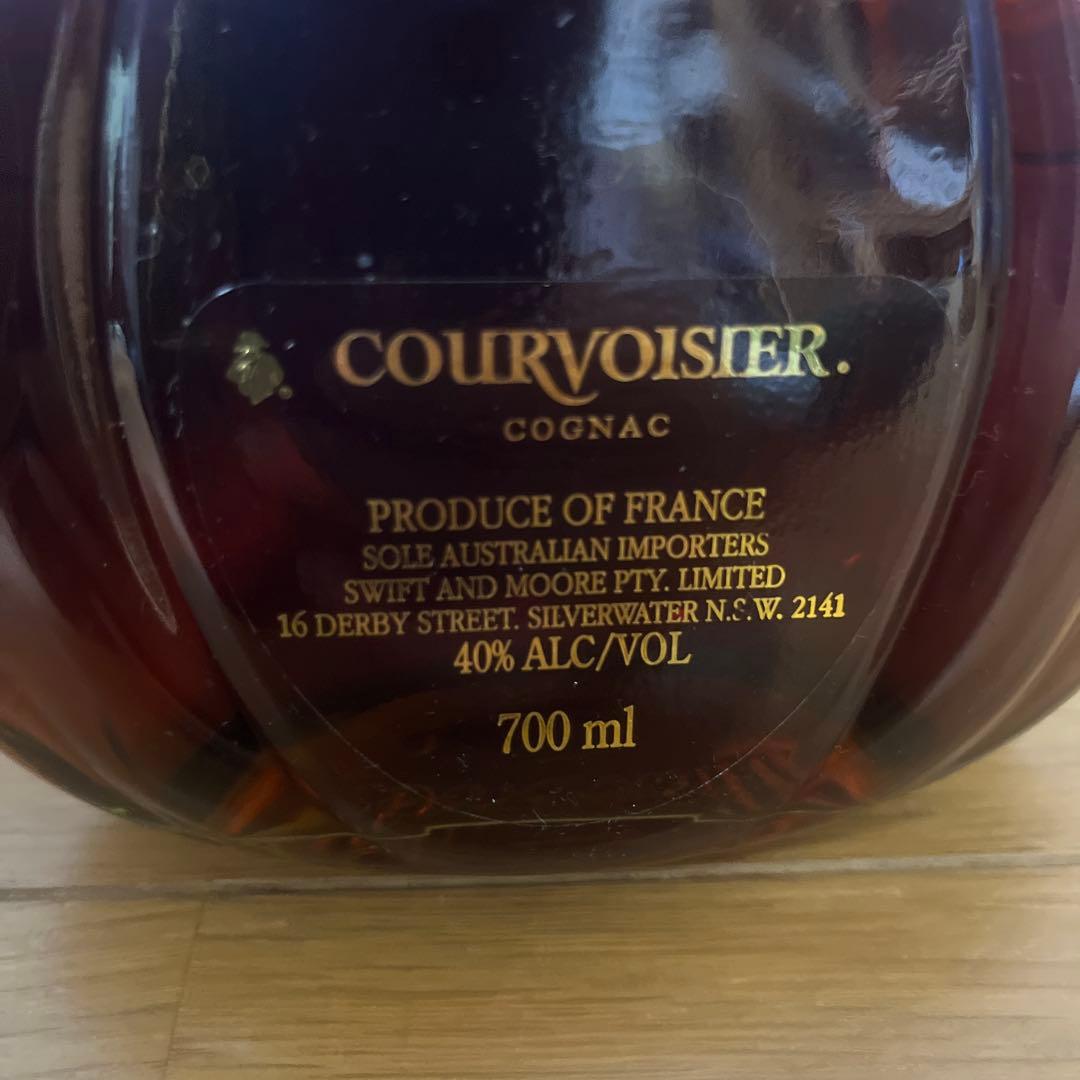 COURVOISIER.
COGNAC
PRODUCE OF FRANCE
SOLE AUSTRALIAN IMPORTERS
SWIFT AND MOORE PTY. LIMITED
16 DERBY STREET. SILVERWATER N.S.W. 2141
40% ALC/VOL
700 ml